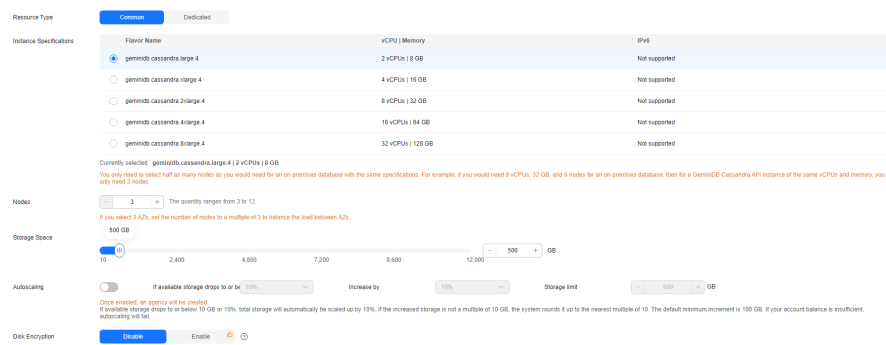 Resource Type
Common Dedicated
Instance Specifications
Flavor Name vCPU | Memory IPv6
geminidb.cassandra.large.4 2 vCPUs | 8 GB Not supported
geminidb.cassandra.xlarge.4 4 vCPUs | 16 GB Not supported
geminidb.cassandra.2xlarge.4 8 vCPUs | 32 GB Not supported
geminidb.cassandra.4xlarge.4 16 vCPUs | 64 GB Not supported
geminidb.cassandra.8xlarge.4 32 vCPUs | 128 GB Not supported
Currently selected geminidb.cassandra.large.4 | 2 vCPUs | 8 GB
You only need to select half as many nodes as you would need for an on-premises database with the same specifications. For example, if you would need 8 vCPUs, 32 GB, and 6 nodes for an on-premises database, then for a GeminiDB Cassandra API instance of the same vCPUs and memory, you
only need 3 nodes.
Nodes
− 3 + The quantity ranges from 3 to 12.
If you select 3 AZs, set the number of nodes to a multiple of 3 to balance the load between AZs.
500 GB
Storage Space
− 500 + GB
10 2,400 4,800 7,200 9,600 12,000
Autoscaling If available storage drops to or be 10% Increase by 10% Storage limit − 600 + GB
Once enabled, an agency will be created.
If available storage drops to or below 10 GB or 10%, total storage will automatically be scaled up by 10%. If the increased storage is not a multiple of 10 GB, the system rounds it up to the nearest multiple of 10. The default minimum increment is 100 GB. If your account balance is insufficient,
autoscaling will fail.
Disk Encryption Disable Enable